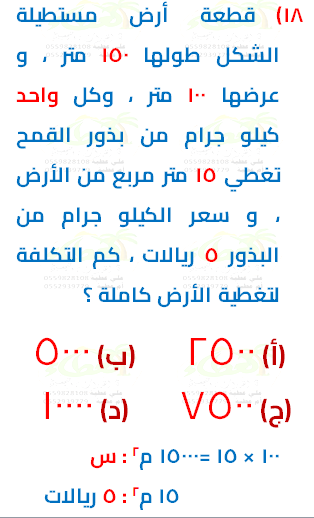 ١٨) قطعة أرض مستطيلة
الشكل طولها ١٥٠ متر ، و
عرضها ١٠٠ متر ، وكل واحد
كيلو جرام من بذور القمح
تغطي ١٥ متر مربع من الأرض
، و سعر الكيلو جرام من
البذور ٥ ريالات ، كم التكلفة
لتغطية الأرض كاملة ؟
(أ) ٢٥٠٠ (ب) ٥٠٠٠
(ج) ٧٥٠٠ (د) ١٠٠٠٠
١٠٠ × ١٥ =١٥٠٠٠ م٢ : س
١٥ م٢ : ٥ ريالات